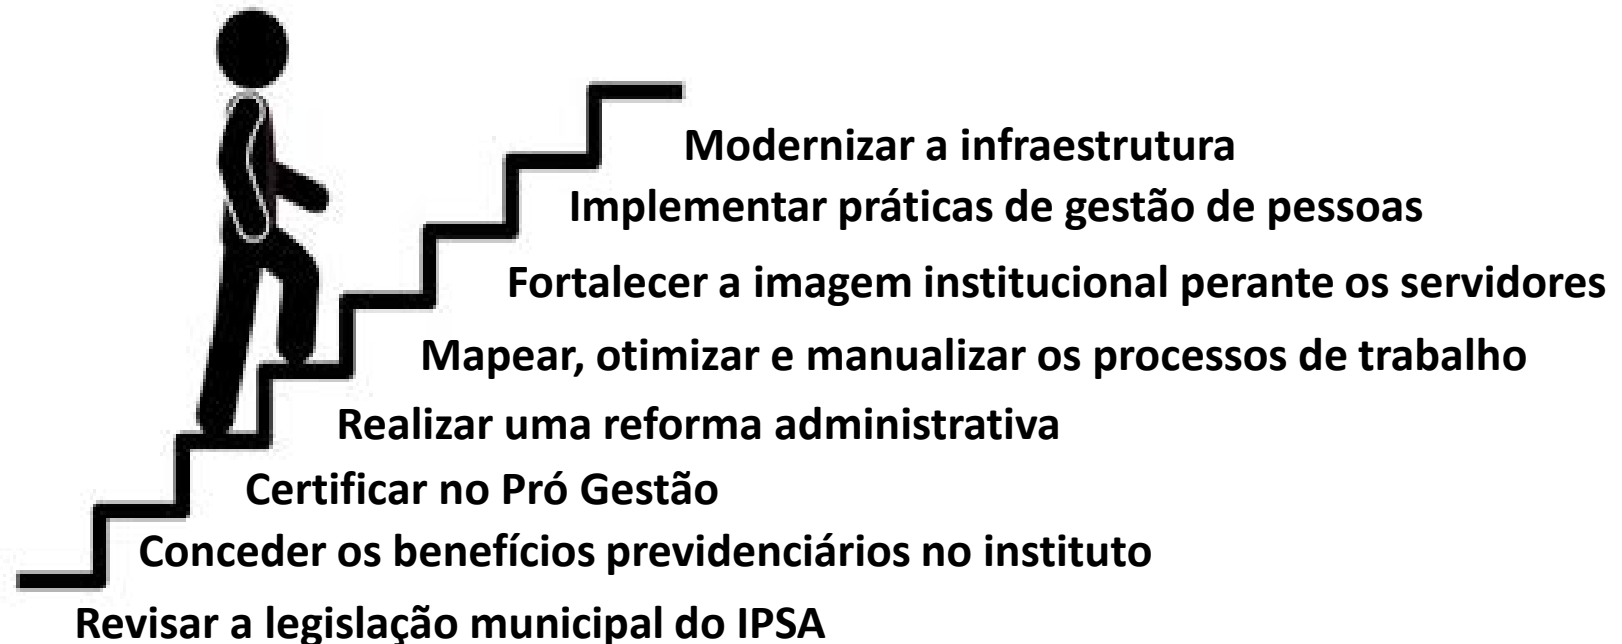 Modernizar a infraestrutura
Implementar práticas de gestão de pessoas
Fortalecer a imagem institucional perante os servidores
Mapear, otimizar e manualizar os processos de trabalho
Realizar uma reforma administrativa
Certificar no Pró Gestão
Conceder os benefícios previdenciários no instituto
Revisar a legislação municipal do IPSA